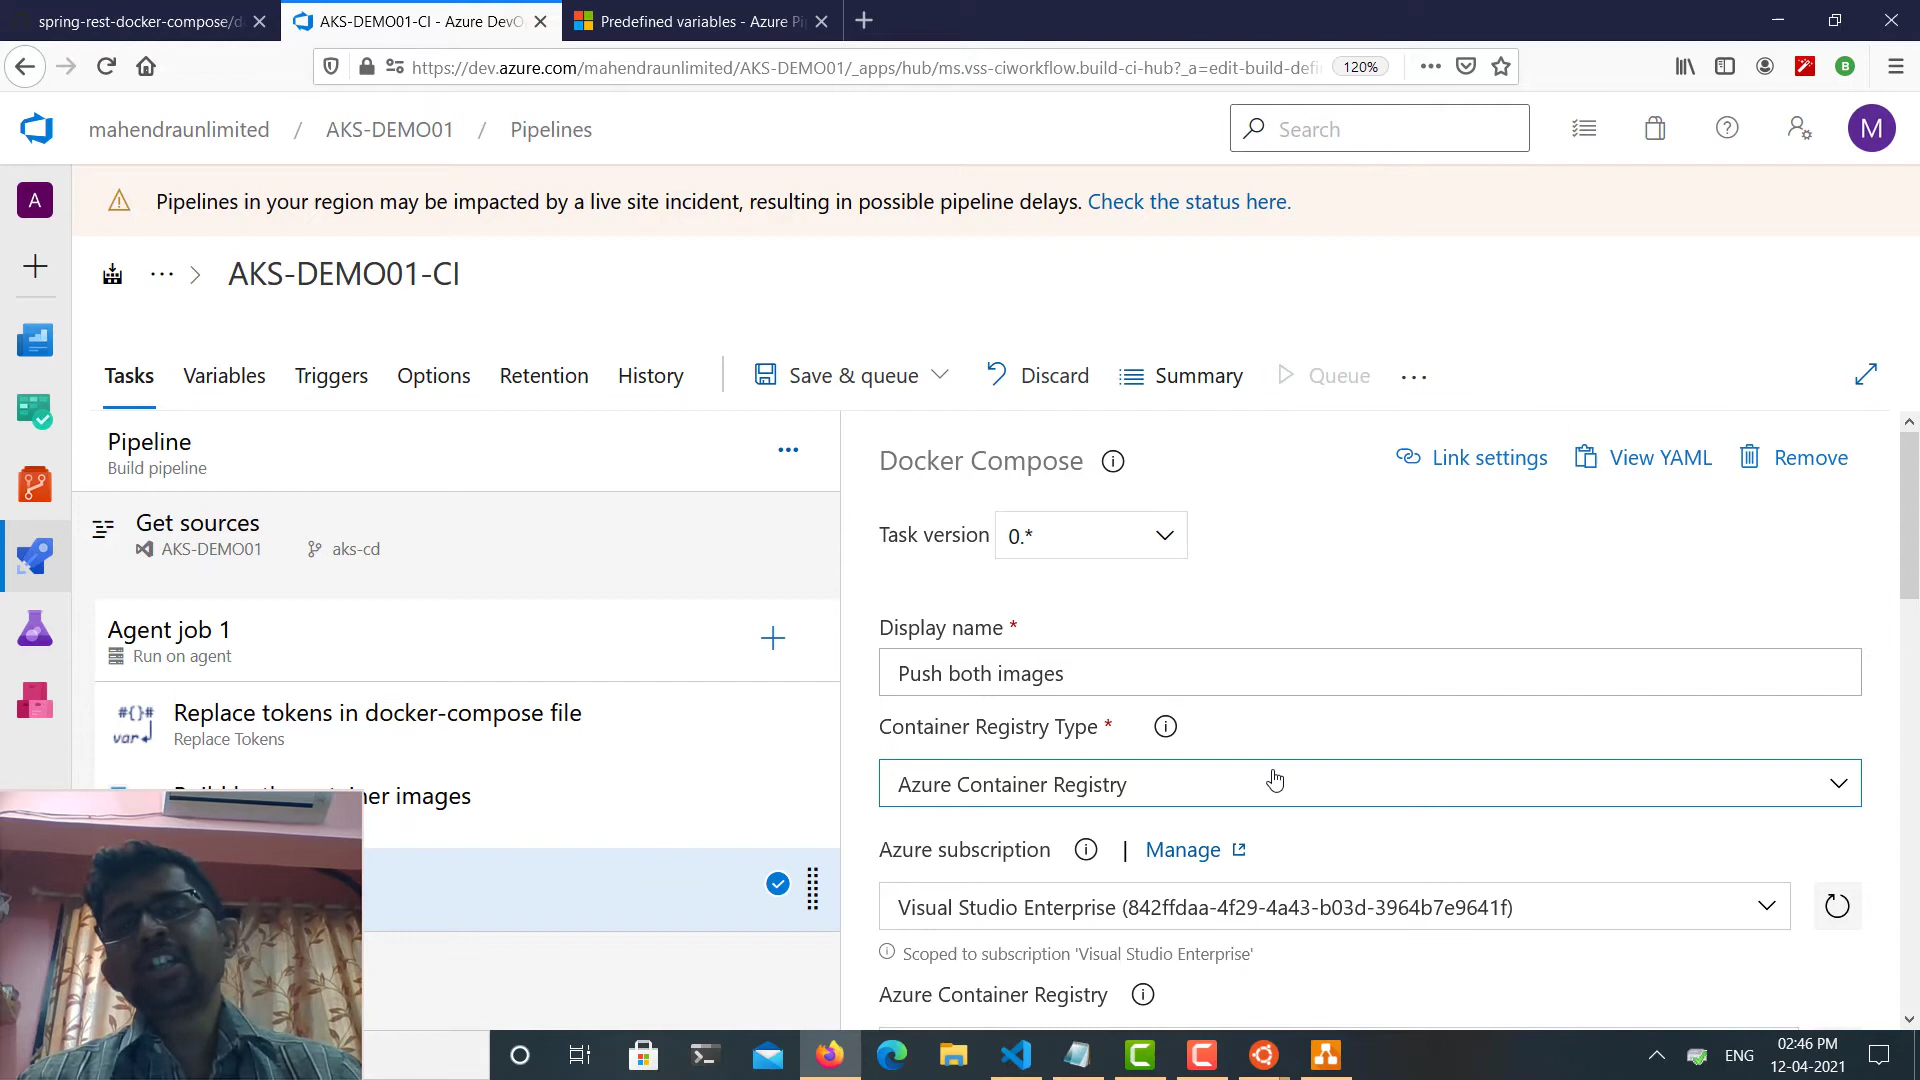 spring-rest-docker-compose/d
AKS-DEMO01-CI - Azure DevO
Predefined variables - Azure Pi
https://dev.azure.com/mahendraunlimited/AKS-DEMO01/_apps/hub/ms.vss-ciworkflow.build-ci-hub?_a=edit-build-defi
120%
B
mahendraunlimited / AKS-DEMO01 / Pipelines
Search
M
A
Pipelines in your region may be impacted by a live site incident, resulting in possible pipeline delays. Check the status here.
AKS-DEMO01-CI
Tasks
Variables
Triggers
Options
Retention
History
Save & queue
Discard
Summary
Queue
Pipeline
Build pipeline
Get sources
AKS-DEMO01
aks-cd
Agent job 1
Run on agent
#{}#
var
Replace tokens in docker-compose file
Replace Tokens
images
Docker Compose
Link settings
View YAML
Remove
Task version
0.*
Display name *
Push both images
Container Registry Type *
Azure Container Registry
Azure subscription | Manage
Visual Studio Enterprise (842ffdaa-4f29-4a43-b03d-3964b7e9641f)
Scoped to subscription 'Visual Studio Enterprise'
Azure Container Registry
ENG
02:46 PM
12-04-2021